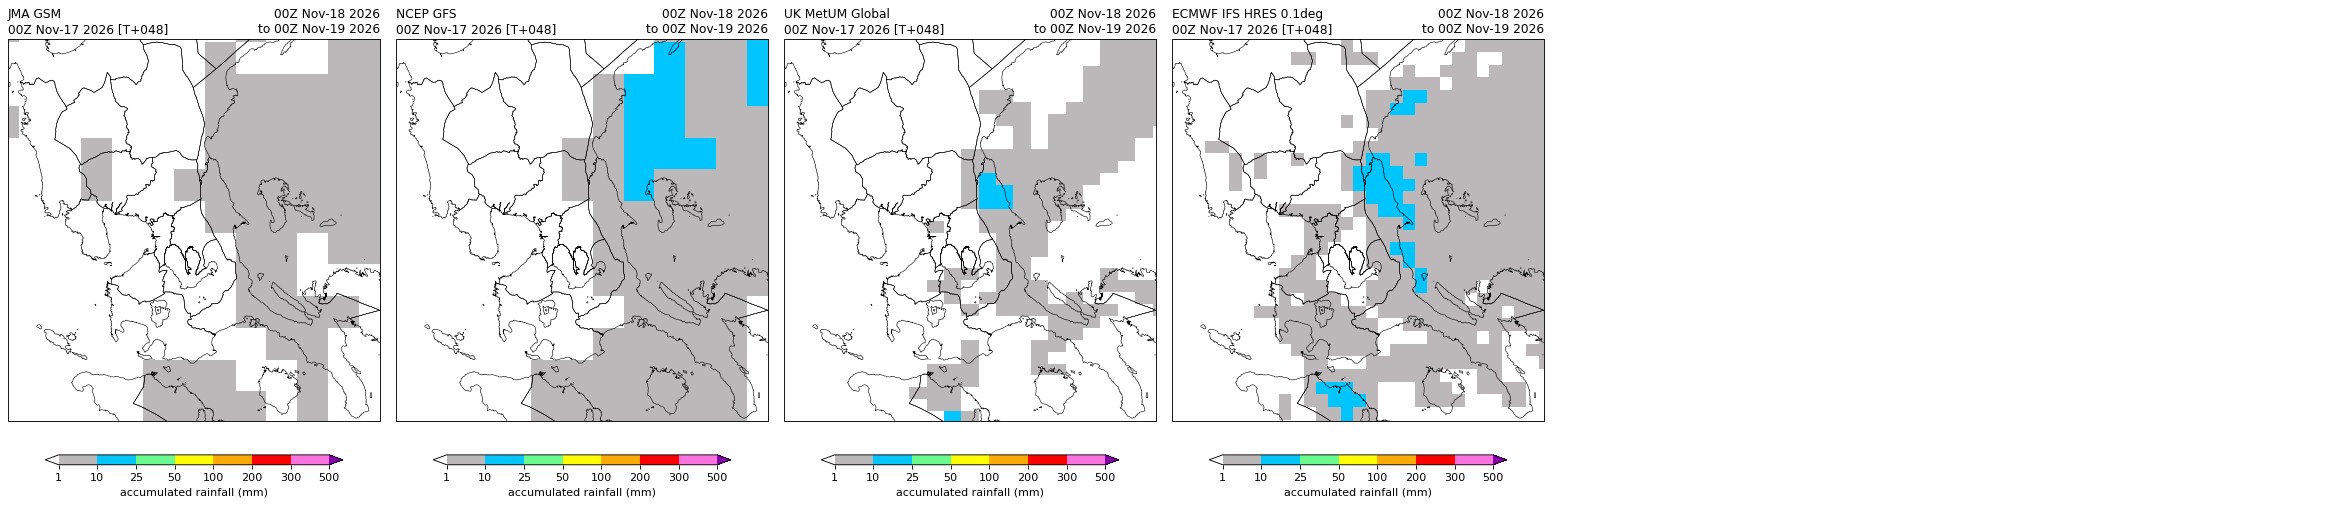 JMA GSM 00Z Nov-18 2026
00Z Nov-17 2026 [T+048] to 00Z Nov-19 2026
1 10 25 50 100 200 300 500
accumulated rainfall (mm)
NCEP GFS 00Z Nov-18 2026
00Z Nov-17 2026 [T+048] to 00Z Nov-19 2026
1 10 25 50 100 200 300 500
accumulated rainfall (mm)
UK MetUM Global 00Z Nov-18 2026
00Z Nov-17 2026 [T+048] to 00Z Nov-19 2026
1 10 25 50 100 200 300 500
accumulated rainfall (mm)
ECMWF IFS HRES 0.1deg 00Z Nov-18 2026
00Z Nov-17 2026 [T+048] to 00Z Nov-19 2026
1 10 25 50 100 200 300 500
accumulated rainfall (mm)